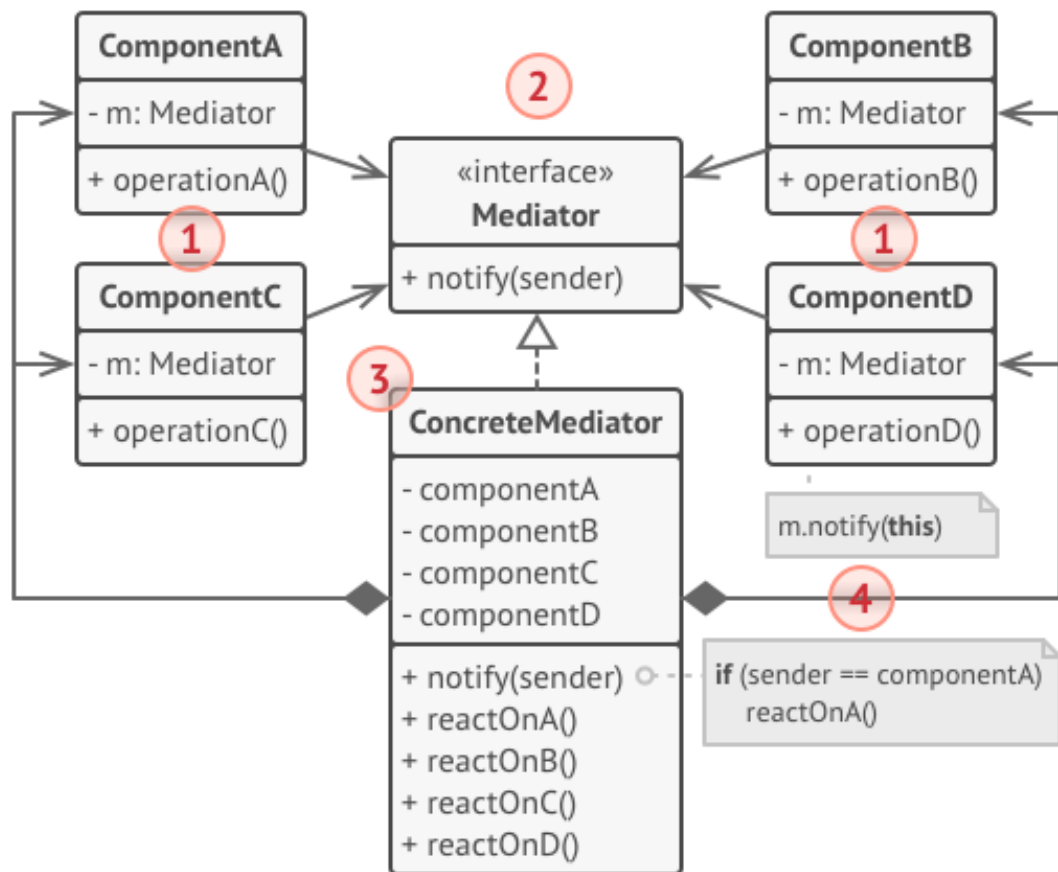 ComponentA
- m: Mediator
+ operationA()
1
ComponentC
- m: Mediator
+ operationC()
2
«interface»
Mediator
+ notify(sender)
ComponentB
- m: Mediator
+ operationB()
1
ComponentD
- m: Mediator
+ operationD()
m.notify(this)
3
ConcreteMediator
- componentA
- componentB
- componentC
- componentD
+ notify(sender)
+ reactOnA()
+ reactOnB()
+ reactOnC()
+ reactOnD()
4
if (sender == componentA)
reactOnA()